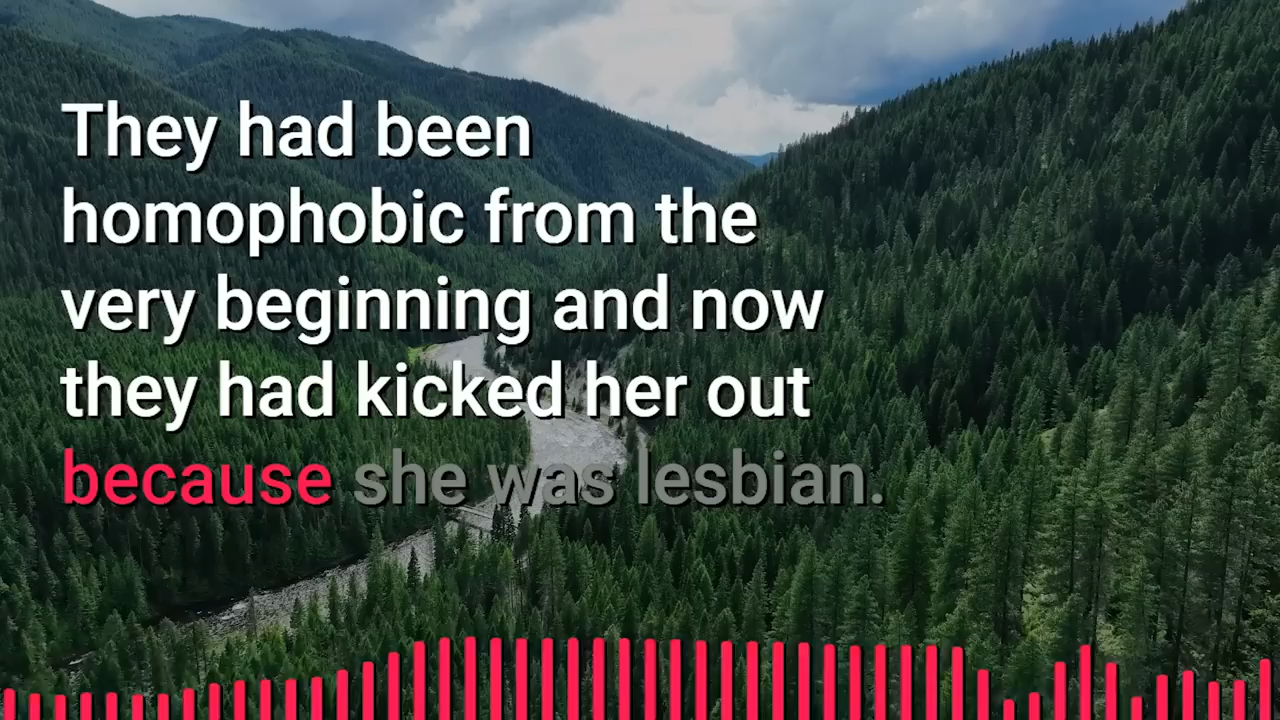 They had been
homophobic from the
very beginning and now
they had kicked her out
because she was lesbian.